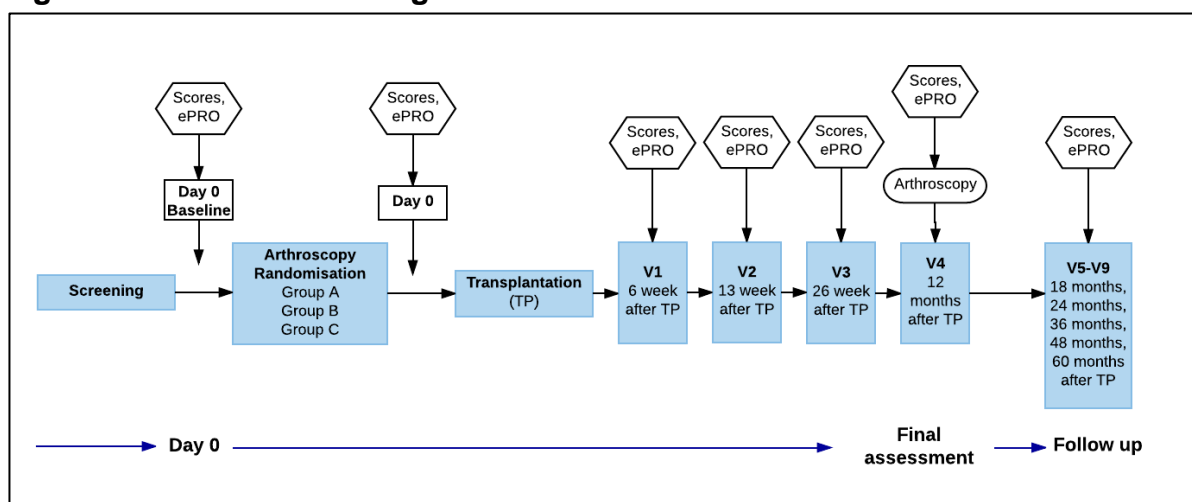 Scores,
ePRO
Scores,
ePRO
Scores,
ePRO
Scores,
ePRO
Scores,
ePRO
Scores,
ePRO
Scores,
ePRO
Day 0
Baseline
Day 0
Arthroscopy
Screening
Arthroscopy
Randomisation
Group A
Group B
Group C
Transplantation
(TP)
V1
6 week
after TP
V2
13 week
after TP
V3
26 week
after TP
V4
12
months
after TP
V5-V9
18 months,
24 months,
36 months,
48 months,
60 months
after TP
Day 0
Final
assessment
Follow up